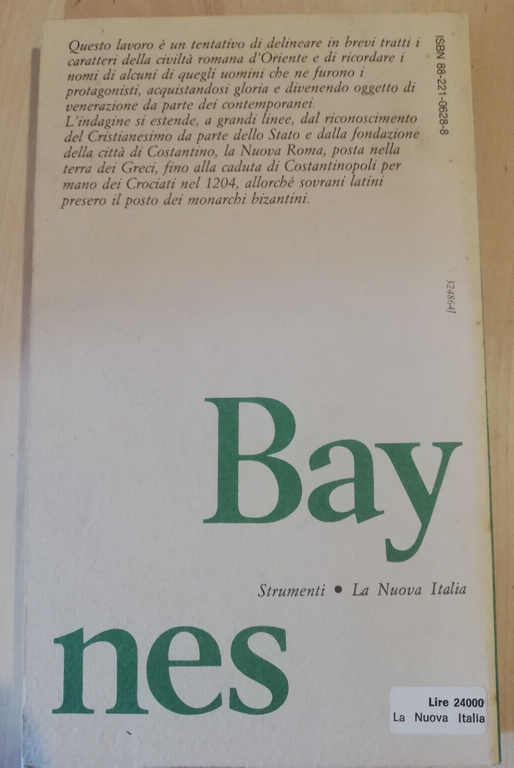 Questo lavoro è un tentativo di delineare in brevi tratti i
caratteri della civiltà romana d'Oriente e di ricordare i
nomi di alcuni di quegli uomini che ne furono i
protagonisti, acquistandosi gloria e divenendo oggetto di
venerazione da parte dei contemporanei.
L'indagine si estende, a grandi linee, dal riconoscimento
del Cristianesimo da parte dello Stato e dalla fondazione
della città di Costantino, la Nuova Roma, posta nella
terra dei Greci, fino alla caduta di Costantinopoli per
mano dei Crociati nel 1204, allorché sovrani latini
presero il posto dei monarchi bizantini.
ISBN 88-221-0628-8
324864J
Bay
Strumenti • La Nuova Italia
nes
Lire 24000
La Nuova Italia